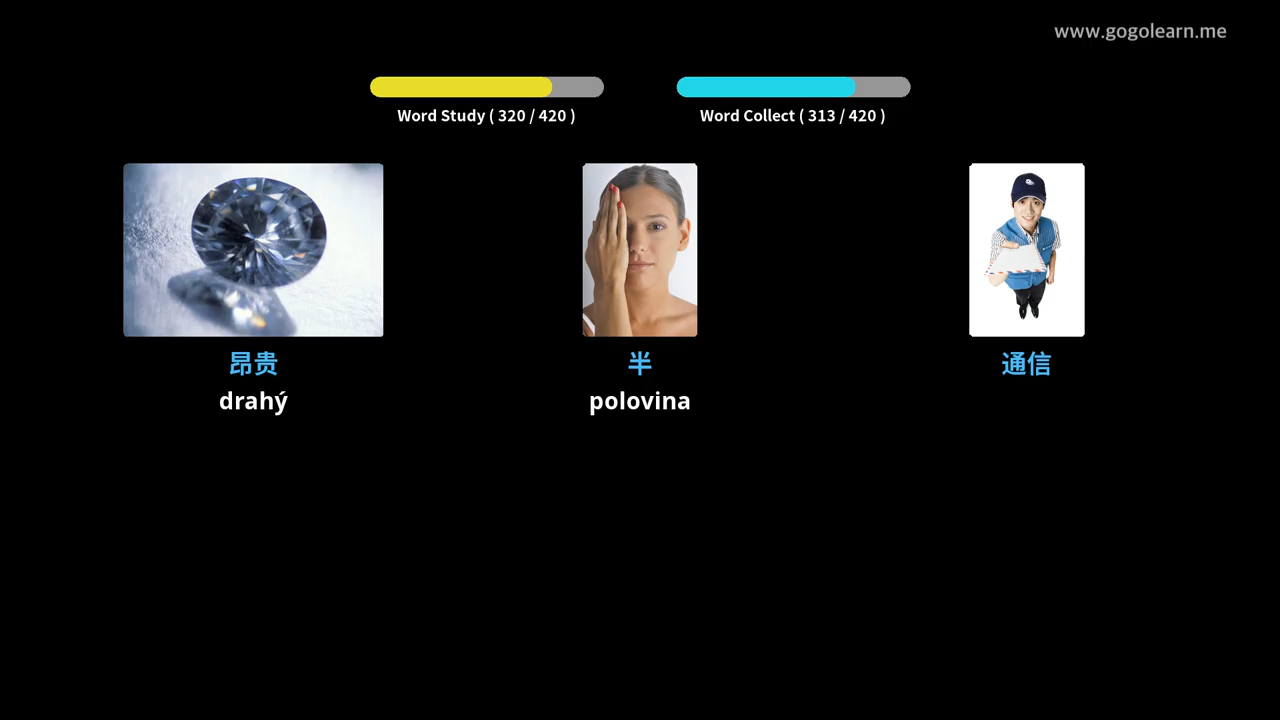 www.gogolearn.me
Word Study ( 320 / 420 )
Word Collect ( 313 / 420 )
昂贵
半
通信
drahý
polovina